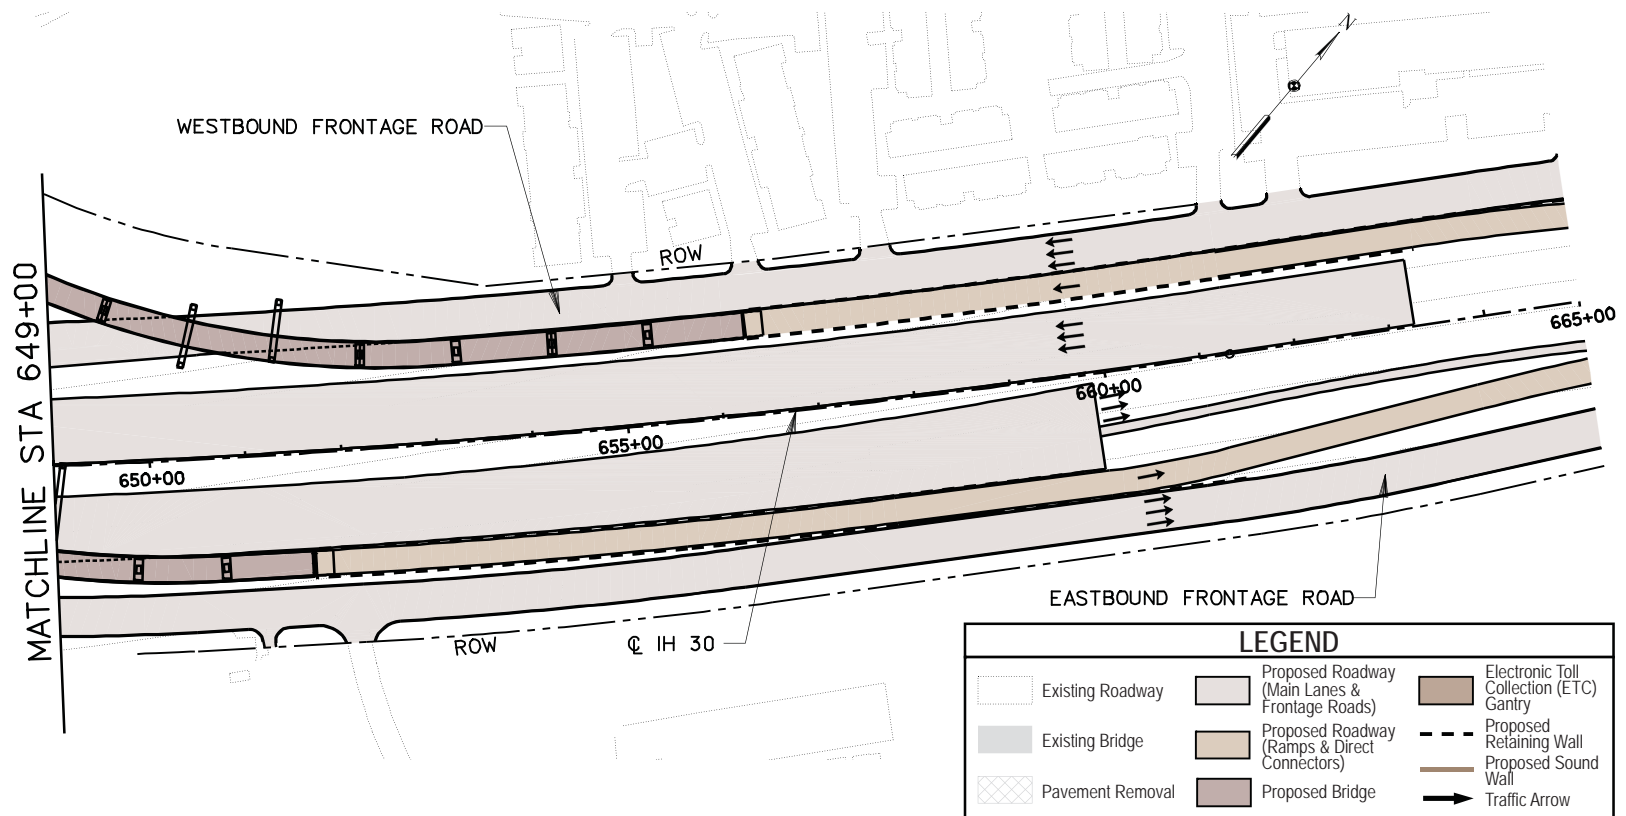 N
WESTBOUND FRONTAGE ROAD
ROW
MATCHLINE STA 649+00
665+00
660+00
655+00
650+00
EASTBOUND FRONTAGE ROAD
ROW
℄ IH 30
LEGEND
Existing Roadway
Existing Bridge
Pavement Removal
Proposed Roadway
(Main Lanes &
Frontage Roads)
Proposed Roadway
(Ramps & Direct
Connectors)
Proposed Bridge
Electronic Toll
Collection (ETC)
Gantry
Proposed
Retaining Wall
Proposed Sound
Wall
Traffic Arrow